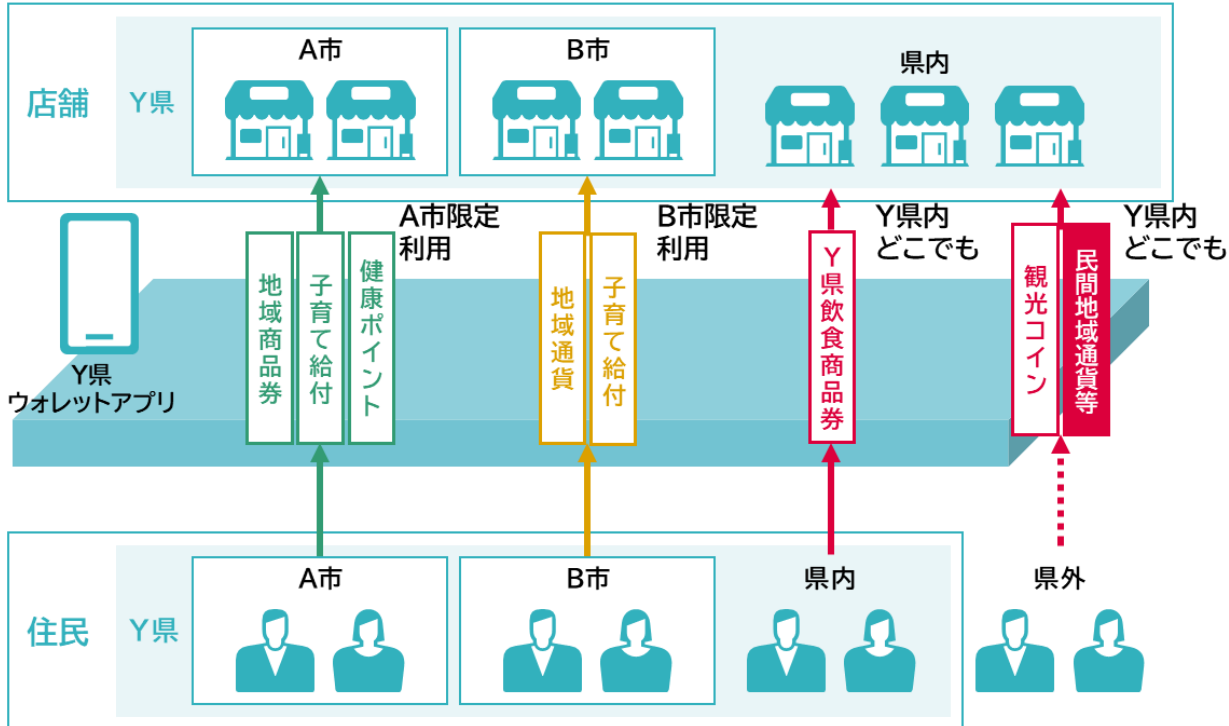 店舗
Y県
A市
B市
県内
A市限定
利用
B市限定
利用
Y県内
どこでも
Y県内
どこでも
地域商品券
子育て給付
健康ポイント
地域通貨
子育て給付
Y県飲食商品券
観光コイン
民間地域通貨等
Y県
ウォレットアプリ
住民
Y県
A市
B市
県内
県外